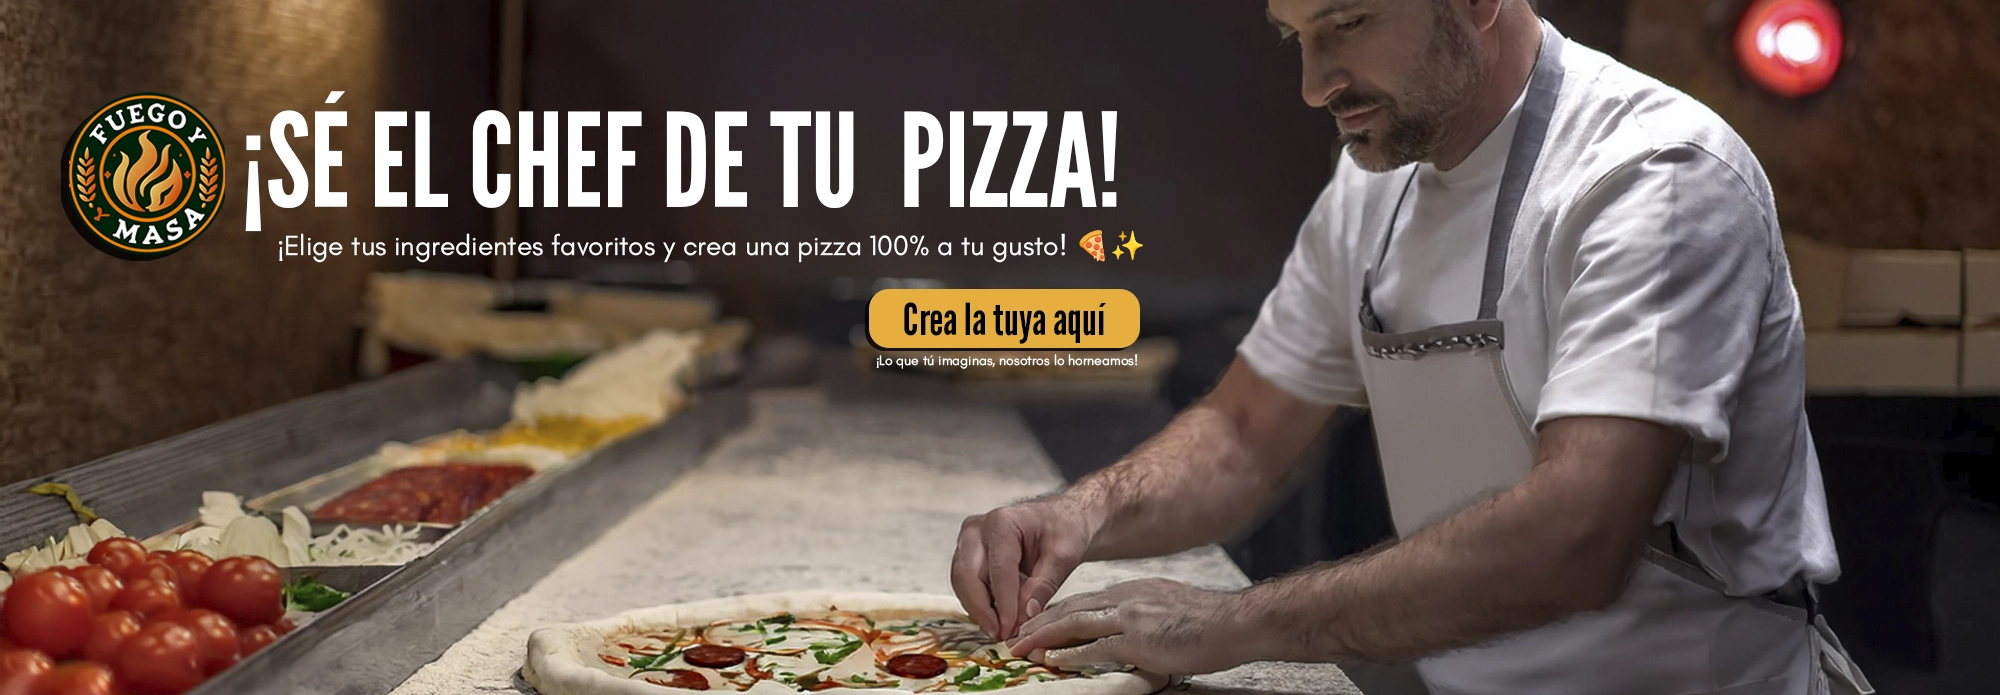 FUEGO Y
Y MASA
¡SÉ EL CHEF DE TU PIZZA!
¡Elige tus ingredientes favoritos y crea una pizza 100% a tu gusto! 🍕✨
Crea la tuya aquí
¡Lo que tú imaginas, nosotros lo horneamos!